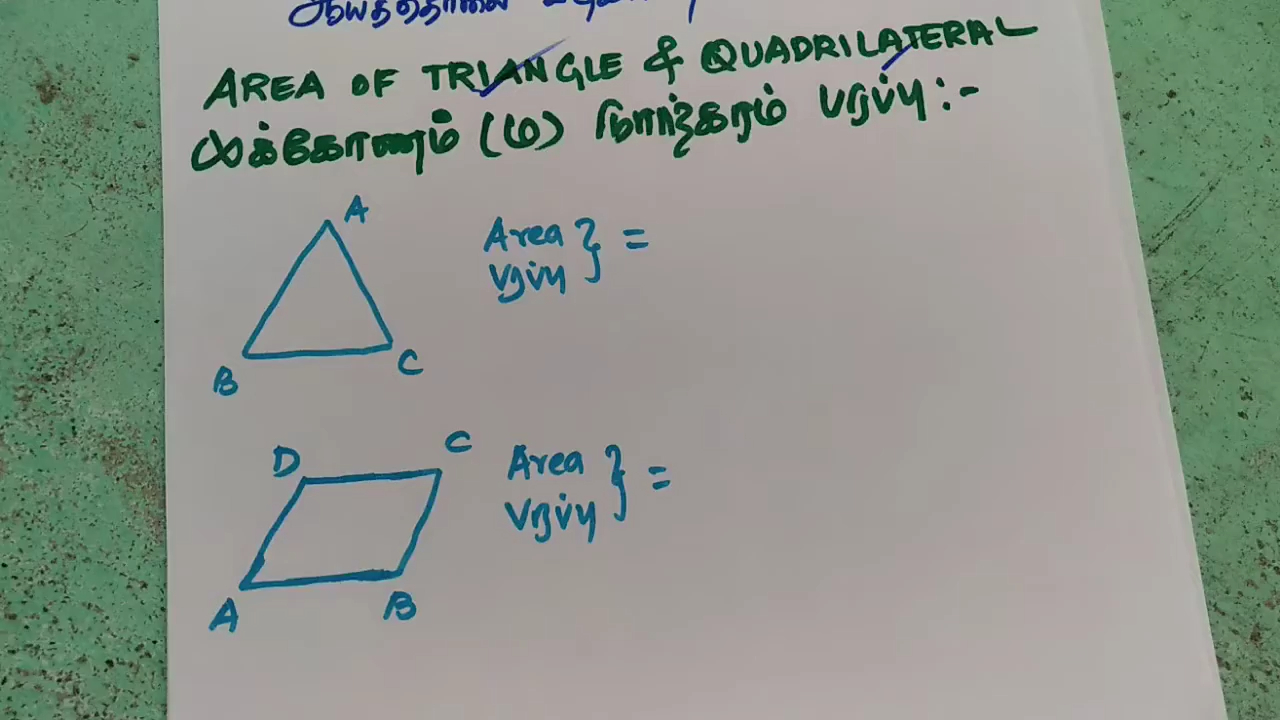 AREA OF TRIANGLE & QUADRILATERAL
முக்கோணம் (ம) நாற்கரம் பரப்பு :-
A
Area } =
பரப்பு
B
C
D
C
Area } =
பரப்பு
A
B